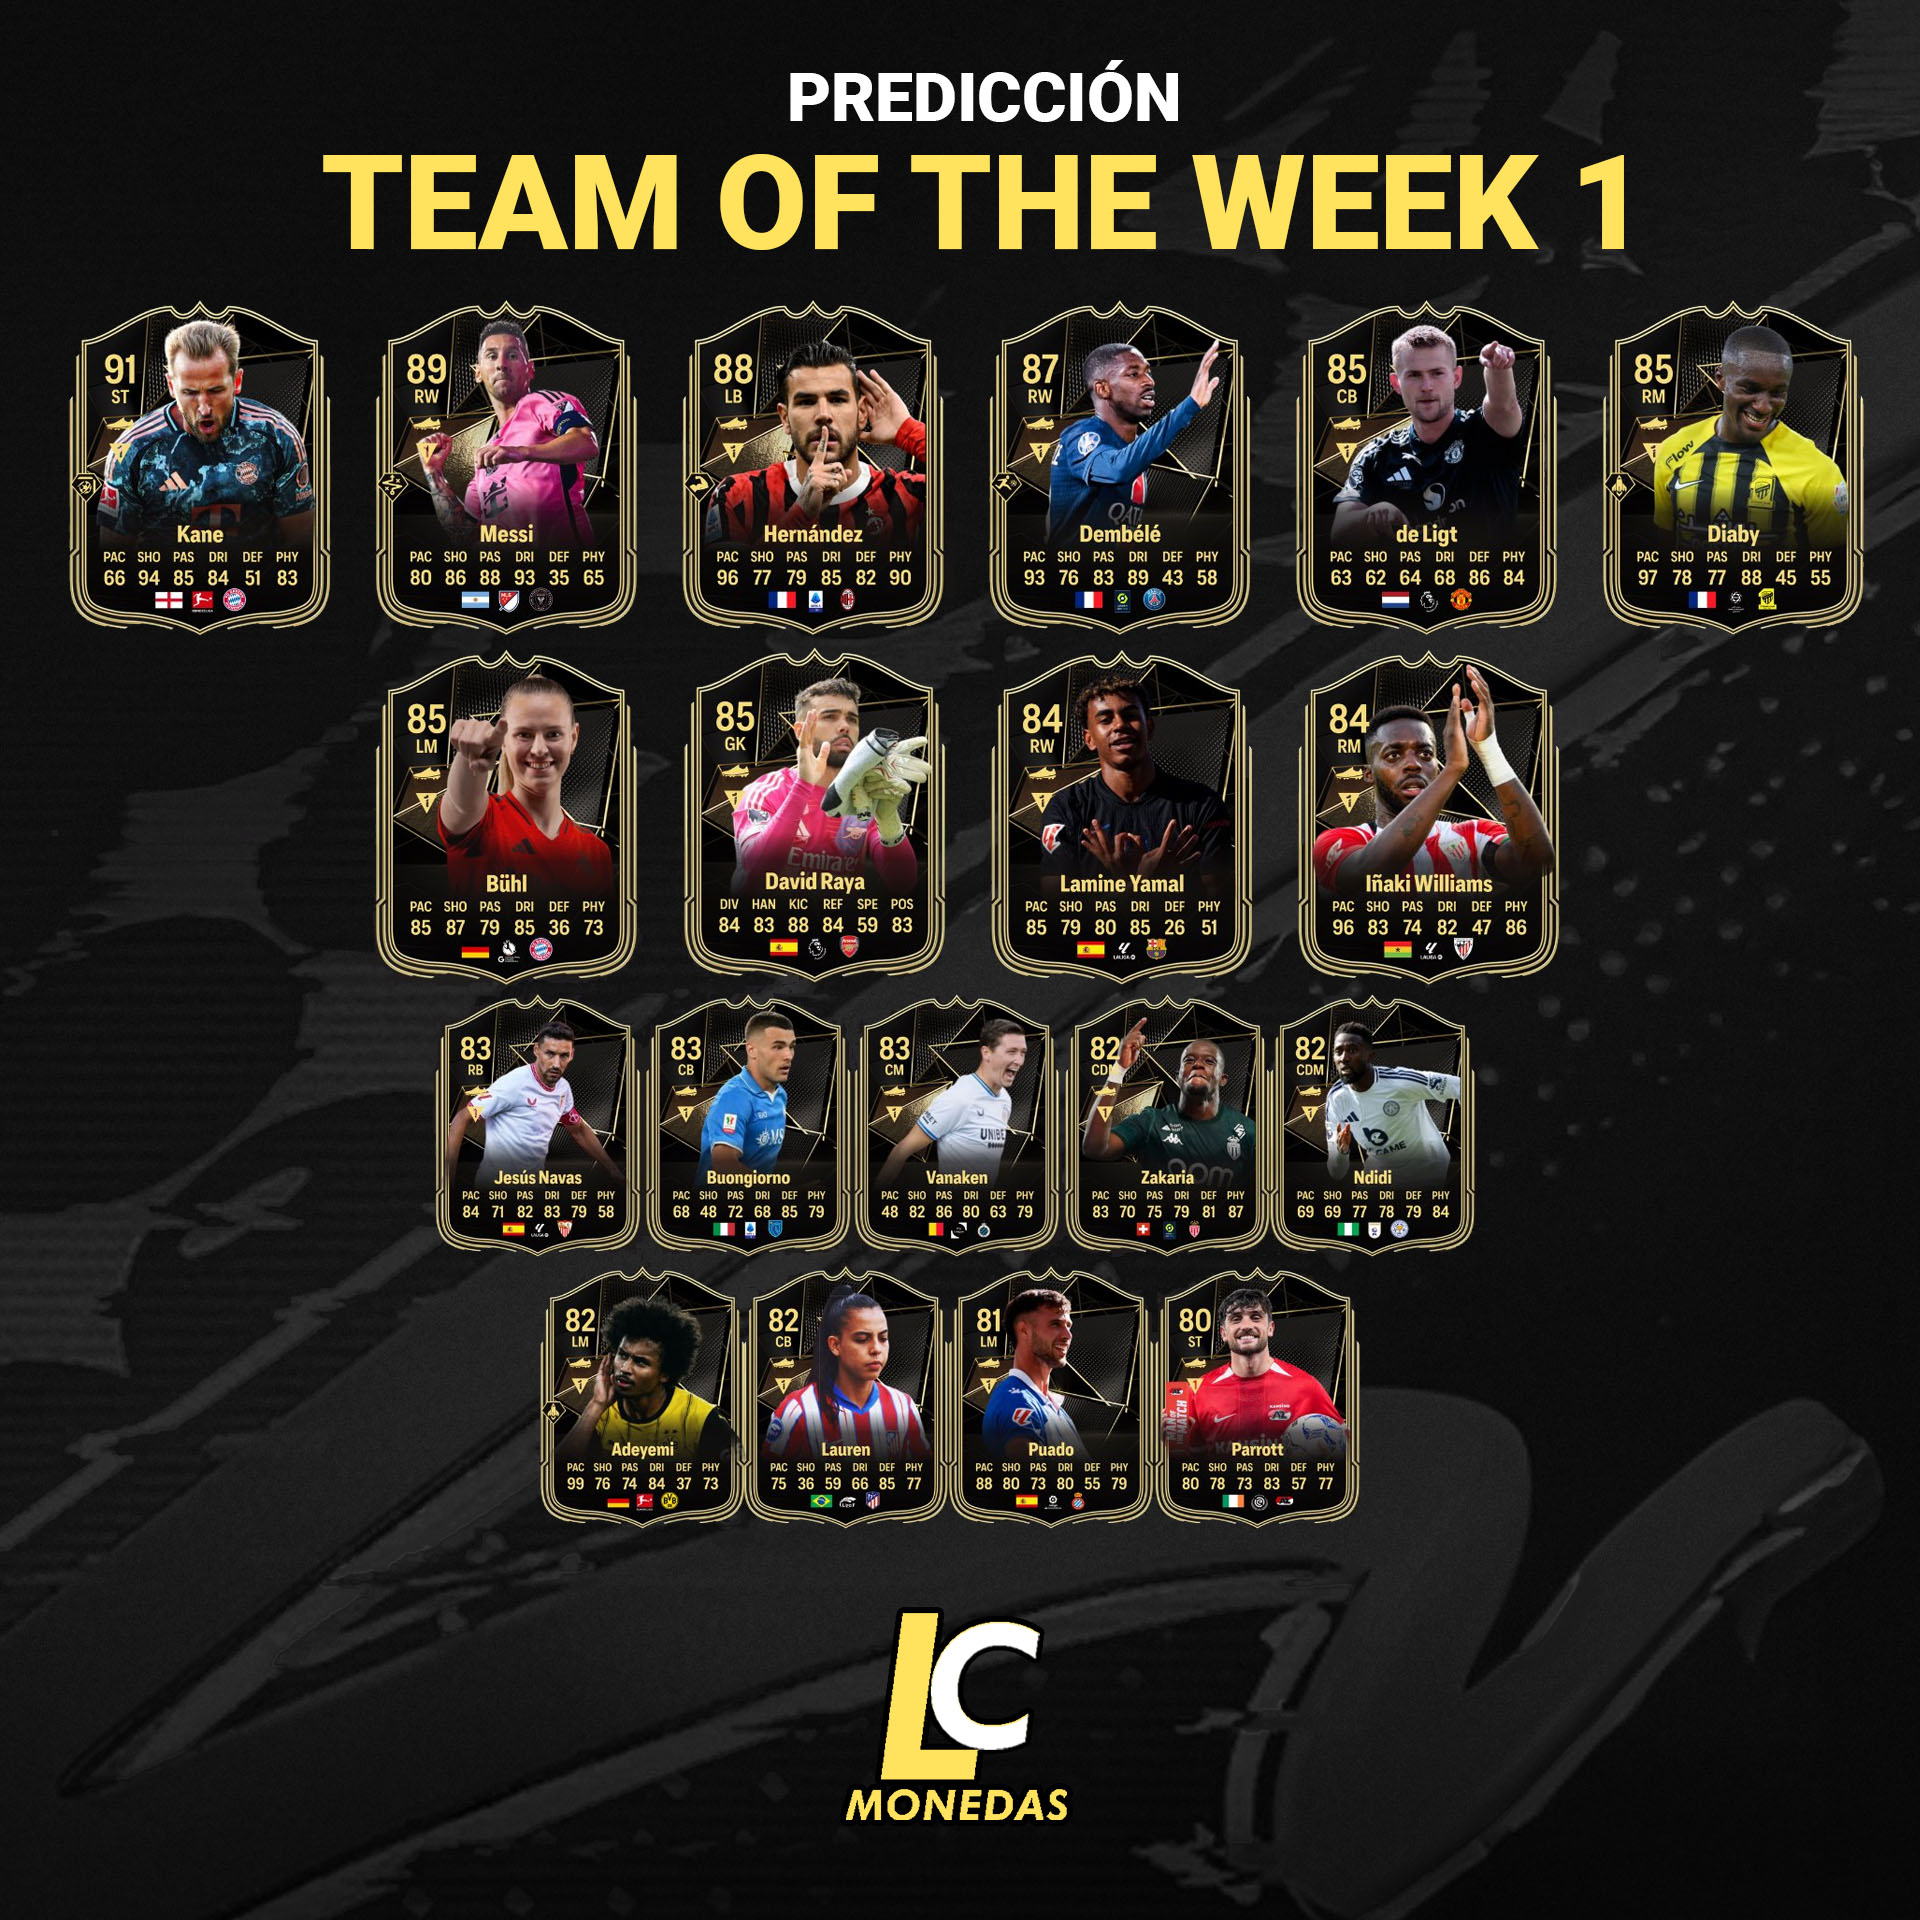 PREDICCIÓN
TEAM OF THE WEEK 1
91
ST
Kane
PAC SHO PAS DRI DEF PHY
66 94 85 84 51 83
89
RW
Messi
PAC SHO PAS DRI DEF PHY
80 86 88 93 35 65
88
LB
Hernández
PAC SHO PAS DRI DEF PHY
96 77 79 85 82 90
87
RW
Dembélé
PAC SHO PAS DRI DEF PHY
93 76 83 89 43 58
85
CB
de Ligt
PAC SHO PAS DRI DEF PHY
63 62 64 68 86 84
85
RM
Flow
Diaby
PAC SHO PAS DRI DEF PHY
97 78 77 88 45 55
85
LM
Bühl
PAC SHO PAS DRI DEF PHY
85 87 79 85 36 73
85
GK
David Raya
DIV HAN KIC REF SPE POS
84 83 88 84 59 83
84
RW
Lamine Yamal
PAC SHO PAS DRI DEF PHY
85 79 80 85 26 51
84
RM
Iñaki Williams
PAC SHO PAS DRI DEF PHY
96 83 74 82 47 86
83
RB
Jesús Navas
PAC SHO PAS DRI DEF PHY
84 71 82 83 79 58
83
CB
Buongiorno
PAC SHO PAS DRI DEF PHY
68 48 72 68 85 79
83
CM
Vanaken
PAC SHO PAS DRI DEF PHY
48 82 86 80 63 79
82
CDM
Zakaria
PAC SHO PAS DRI DEF PHY
83 70 75 79 81 87
82
CDM
Ndidi
PAC SHO PAS DRI DEF PHY
69 69 77 78 79 84
82
LM
Adeyemi
PAC SHO PAS DRI DEF PHY
99 76 74 84 37 73
82
CB
Lauren
PAC SHO PAS DRI DEF PHY
75 36 59 66 85 77
81
LM
Puado
PAC SHO PAS DRI DEF PHY
88 80 73 80 55 79
80
ST
Parrott
PAC SHO PAS DRI DEF PHY
80 78 73 83 57 77
LC
MONEDAS